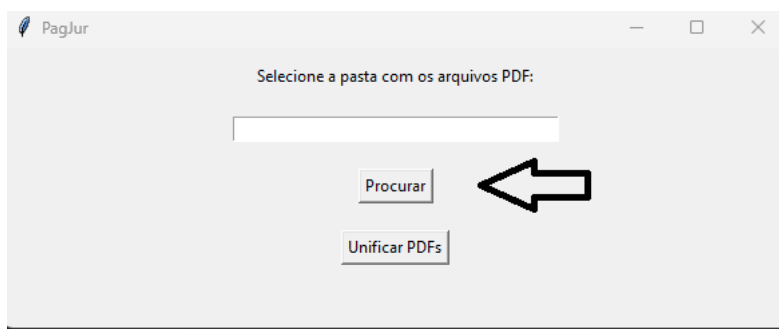 PagJur
Selecione a pasta com os arquivos PDF:
Procurar
Unificar PDFs